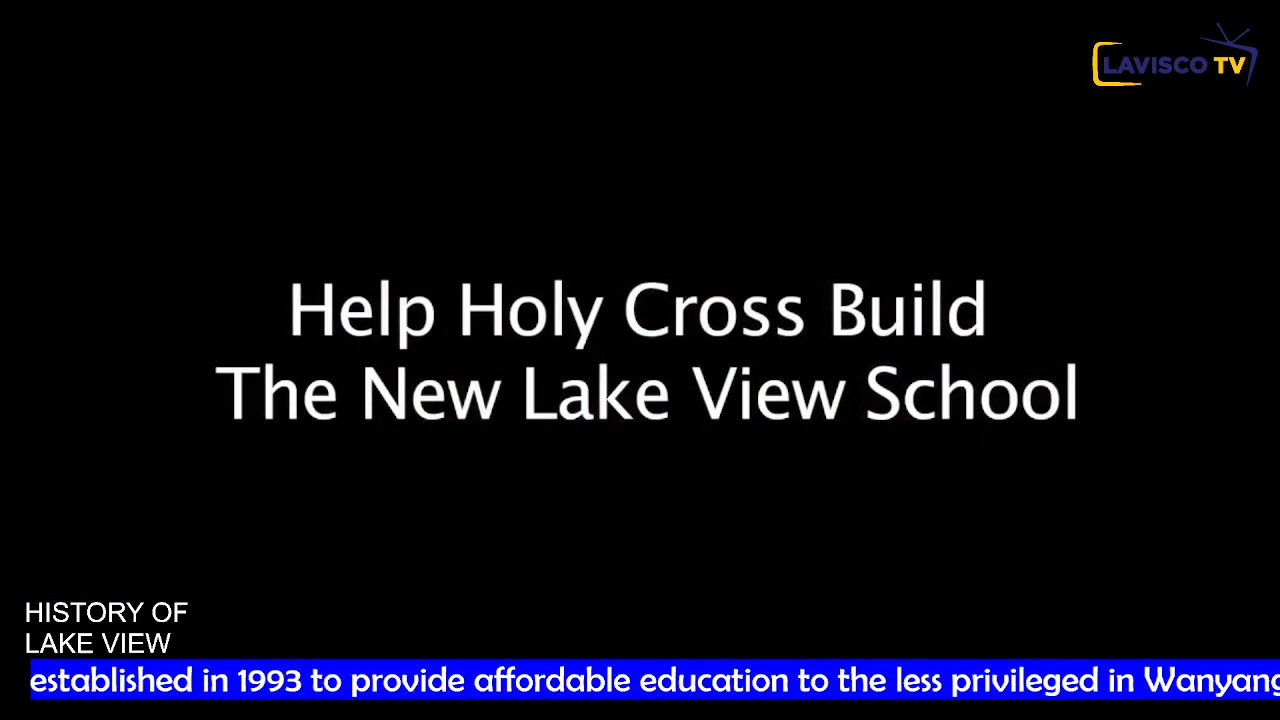 LAVISCO TV
Help Holy Cross Build
The New Lake View School
HISTORY OF
LAKE VIEW
established in 1993 to provide affordable education to the less privileged in Wanyang